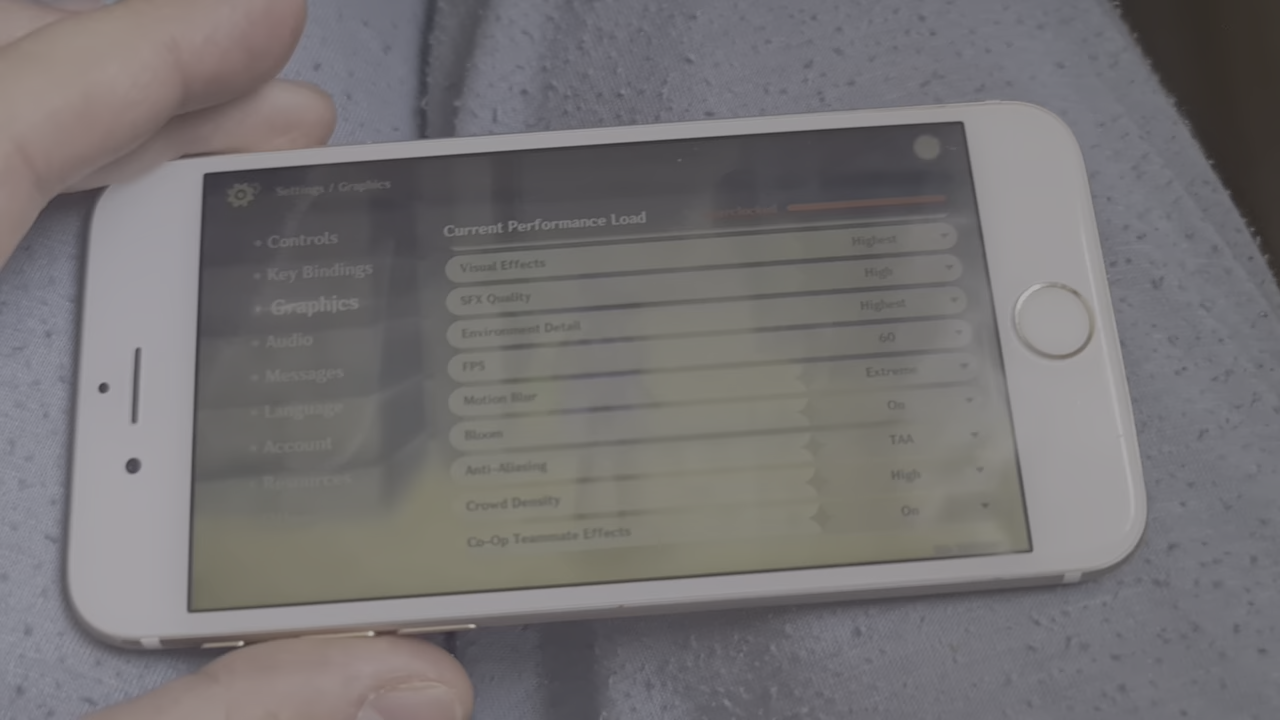 Settings / Graphics
Controls
Key Bindings
Graphics
Audio
Messages
Language
Account
Resources
Current Performance Load
Visual Effects Highest
SFX Quality High
Environment Detail Highest
FPS 60
Motion Blur Extreme
Bloom On
Anti-Aliasing TAA
Crowd Density High
Co-Op Teammate Effects On